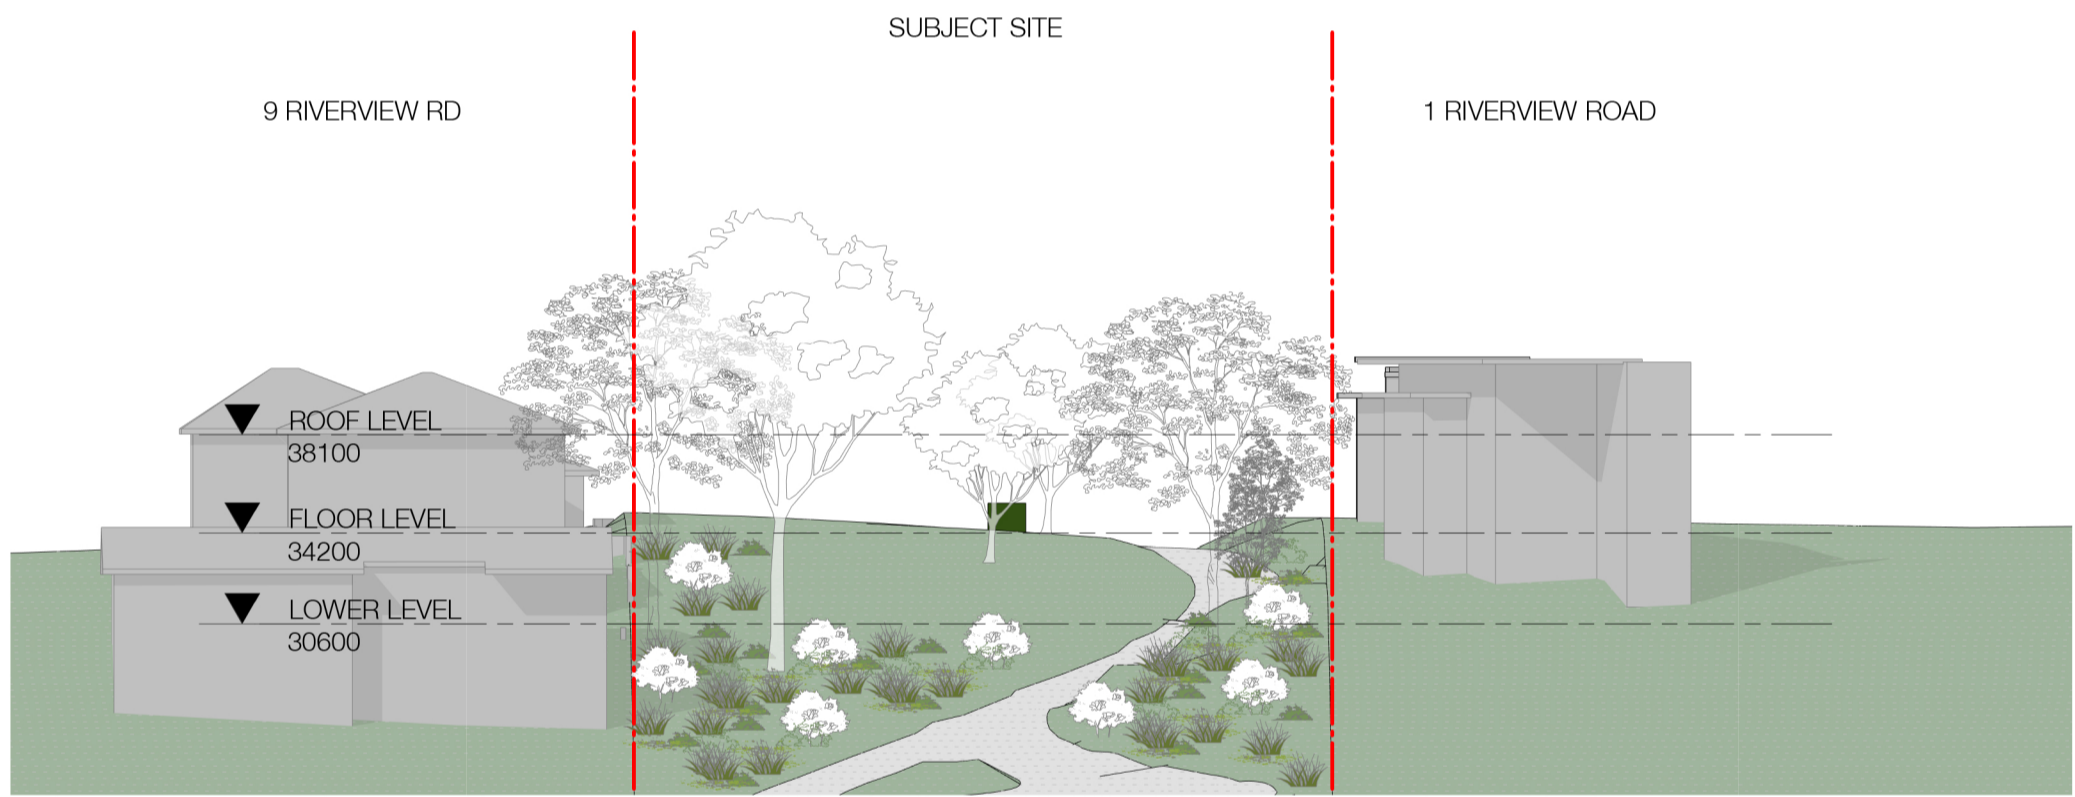 SUBJECT SITE
9 RIVERVIEW RD
1 RIVERVIEW ROAD
ROOF LEVEL
38100
FLOOR LEVEL
34200
LOWER LEVEL
30600